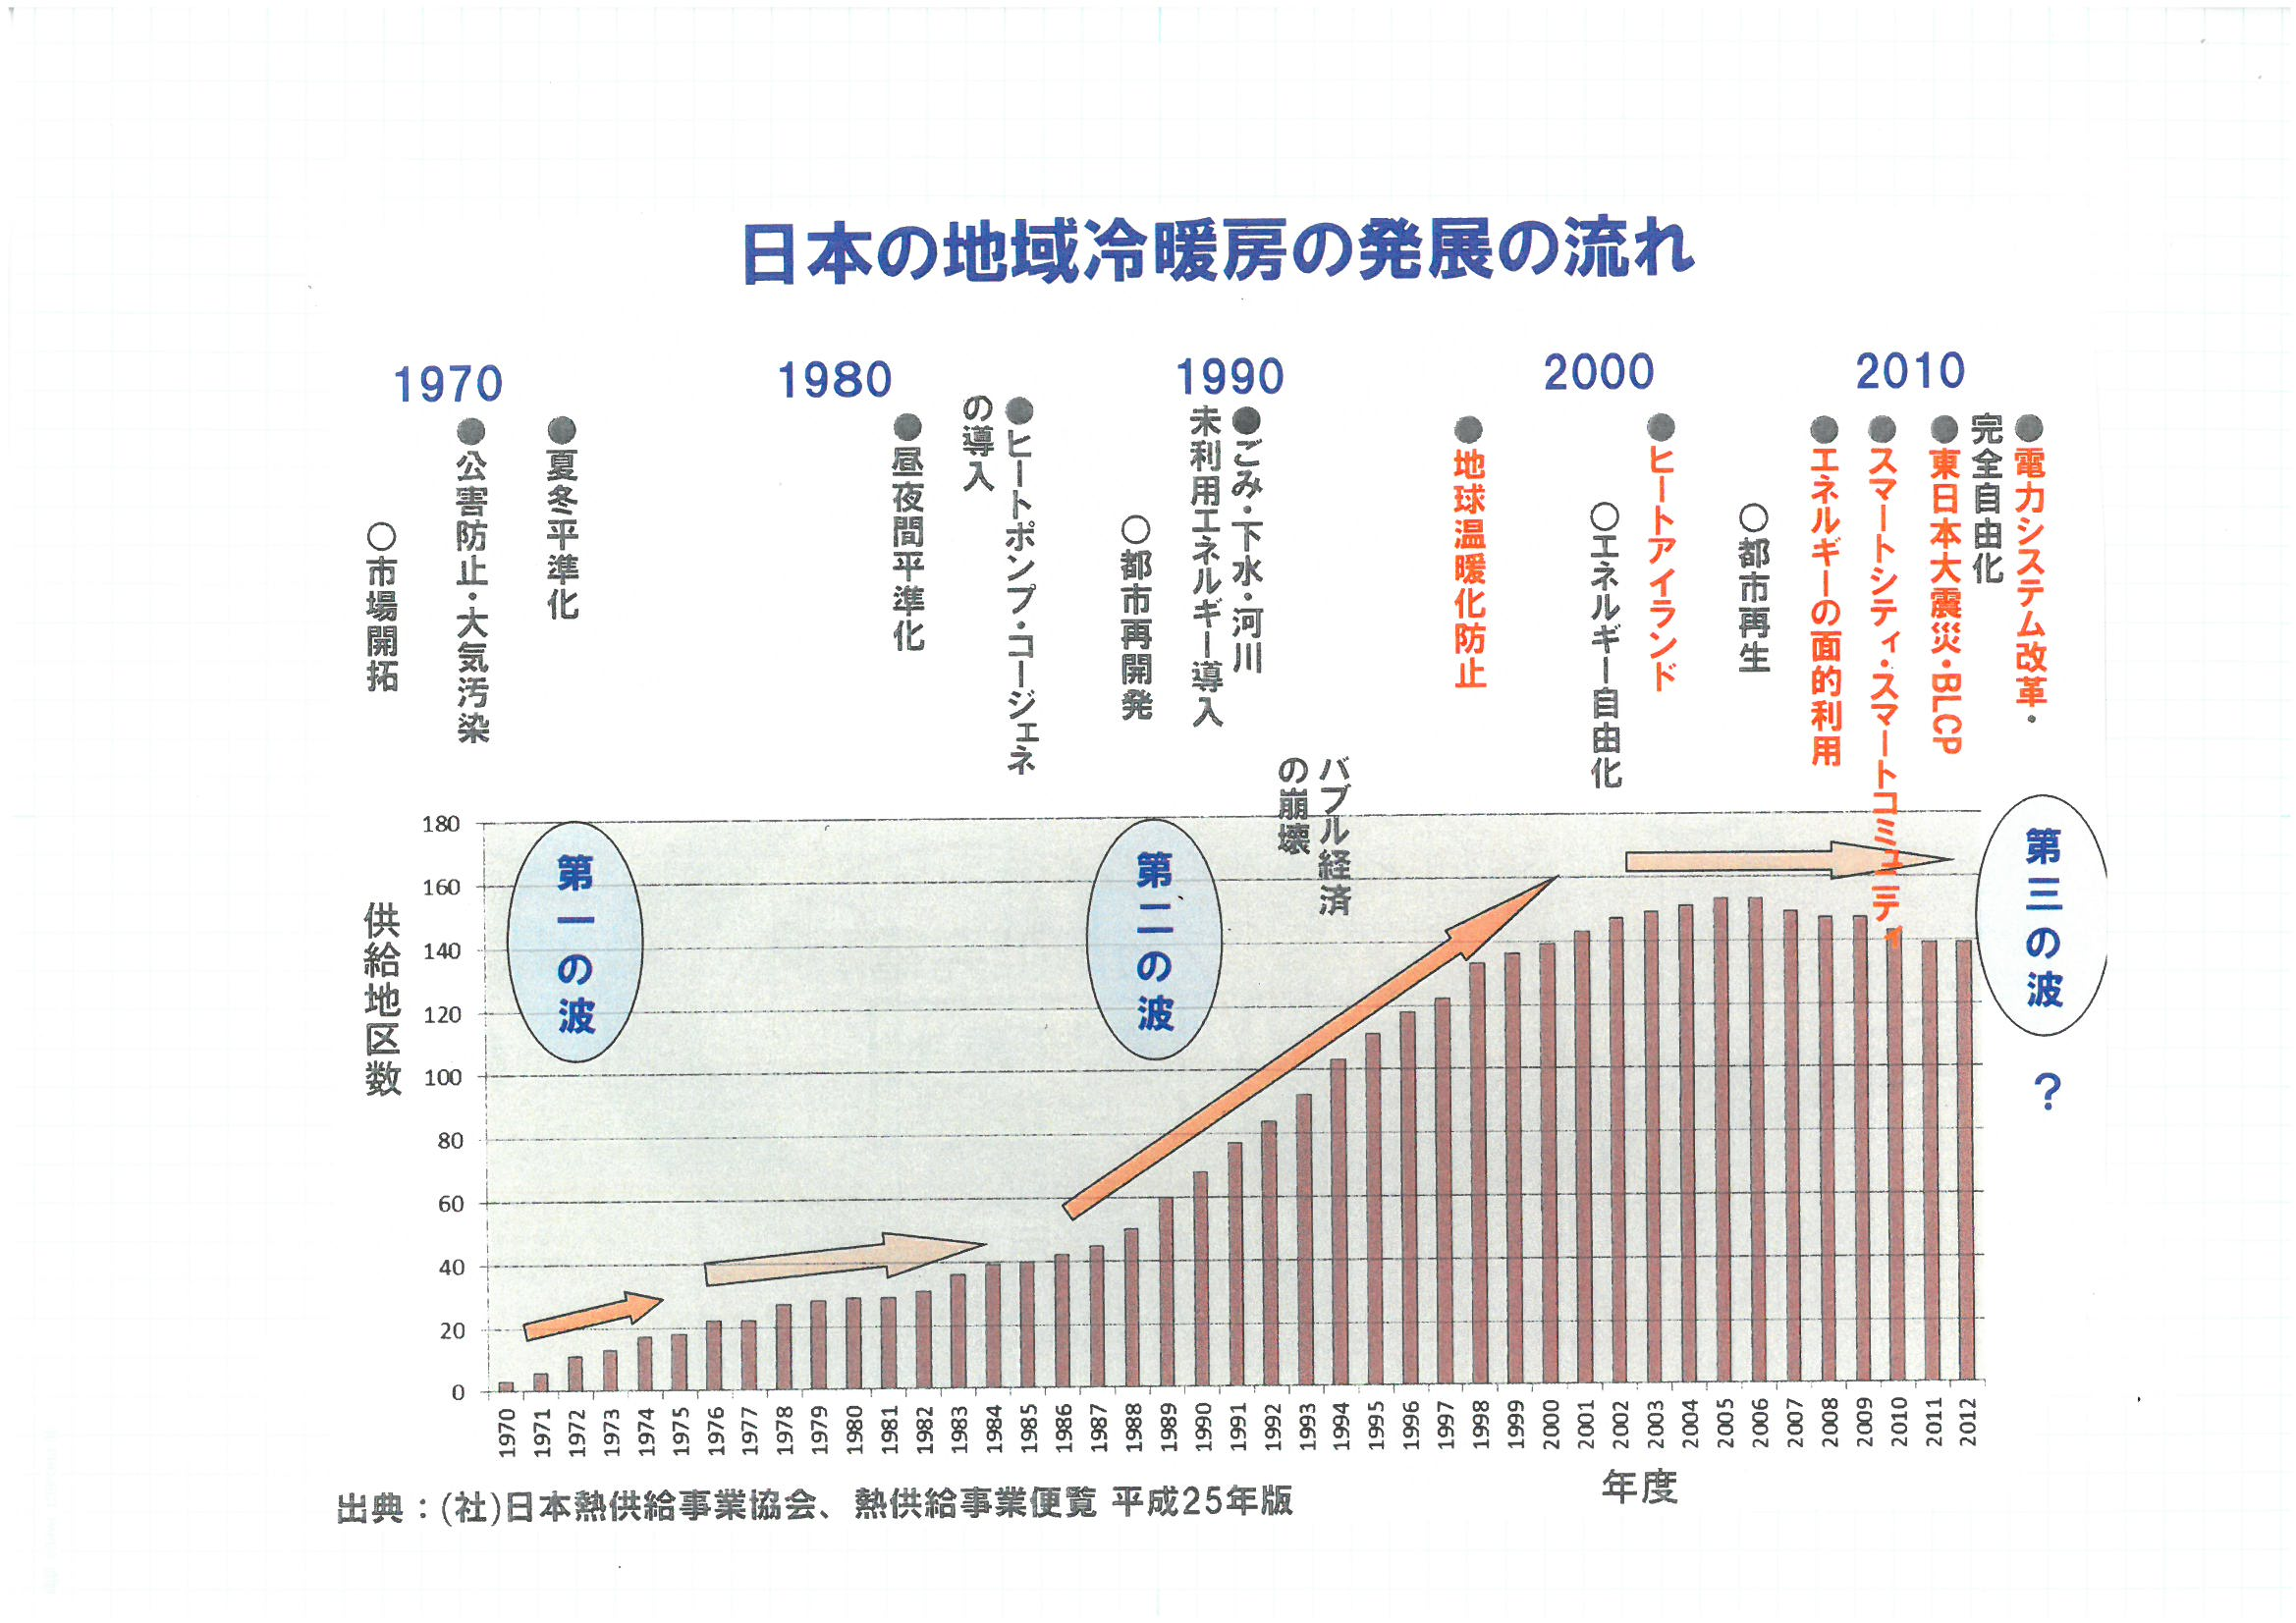 日本の地域冷暖房の発展の流れ
1970
1980
1990
2000
2010
○市場開拓
●公害防止・大気汚染
●夏冬平準化
●昼夜間平準化
●ヒートポンプ・コージェネ
の導入
○都市再開発
●ごみ・下水・河川
未利用エネルギー導入
バブル経済
の崩壊
●地球温暖化防止
○エネルギー自由化
●ヒートアイランド
○都市再生
●エネルギーの面的利用
●スマートシティ・スマートコミュニティ
●東日本大震災・BLCP
●電力システム改革・
完全自由化
第一の波
第二の波
第三の波
?
供給地区数
180
160
140
120
100
80
60
40
20
0
1970
1971
1972
1973
1974
1975
1976
1977
1978
1979
1980
1981
1982
1983
1984
1985
1986
1987
1988
1989
1990
1991
1992
1993
1994
1995
1996
1997
1998
1999
2000
2001
2002
2003
2004
2005
2006
2007
2008
2009
2010
2011
2012
年度
出典：(社)日本熱供給事業協会、熱供給事業便覧 平成25年版